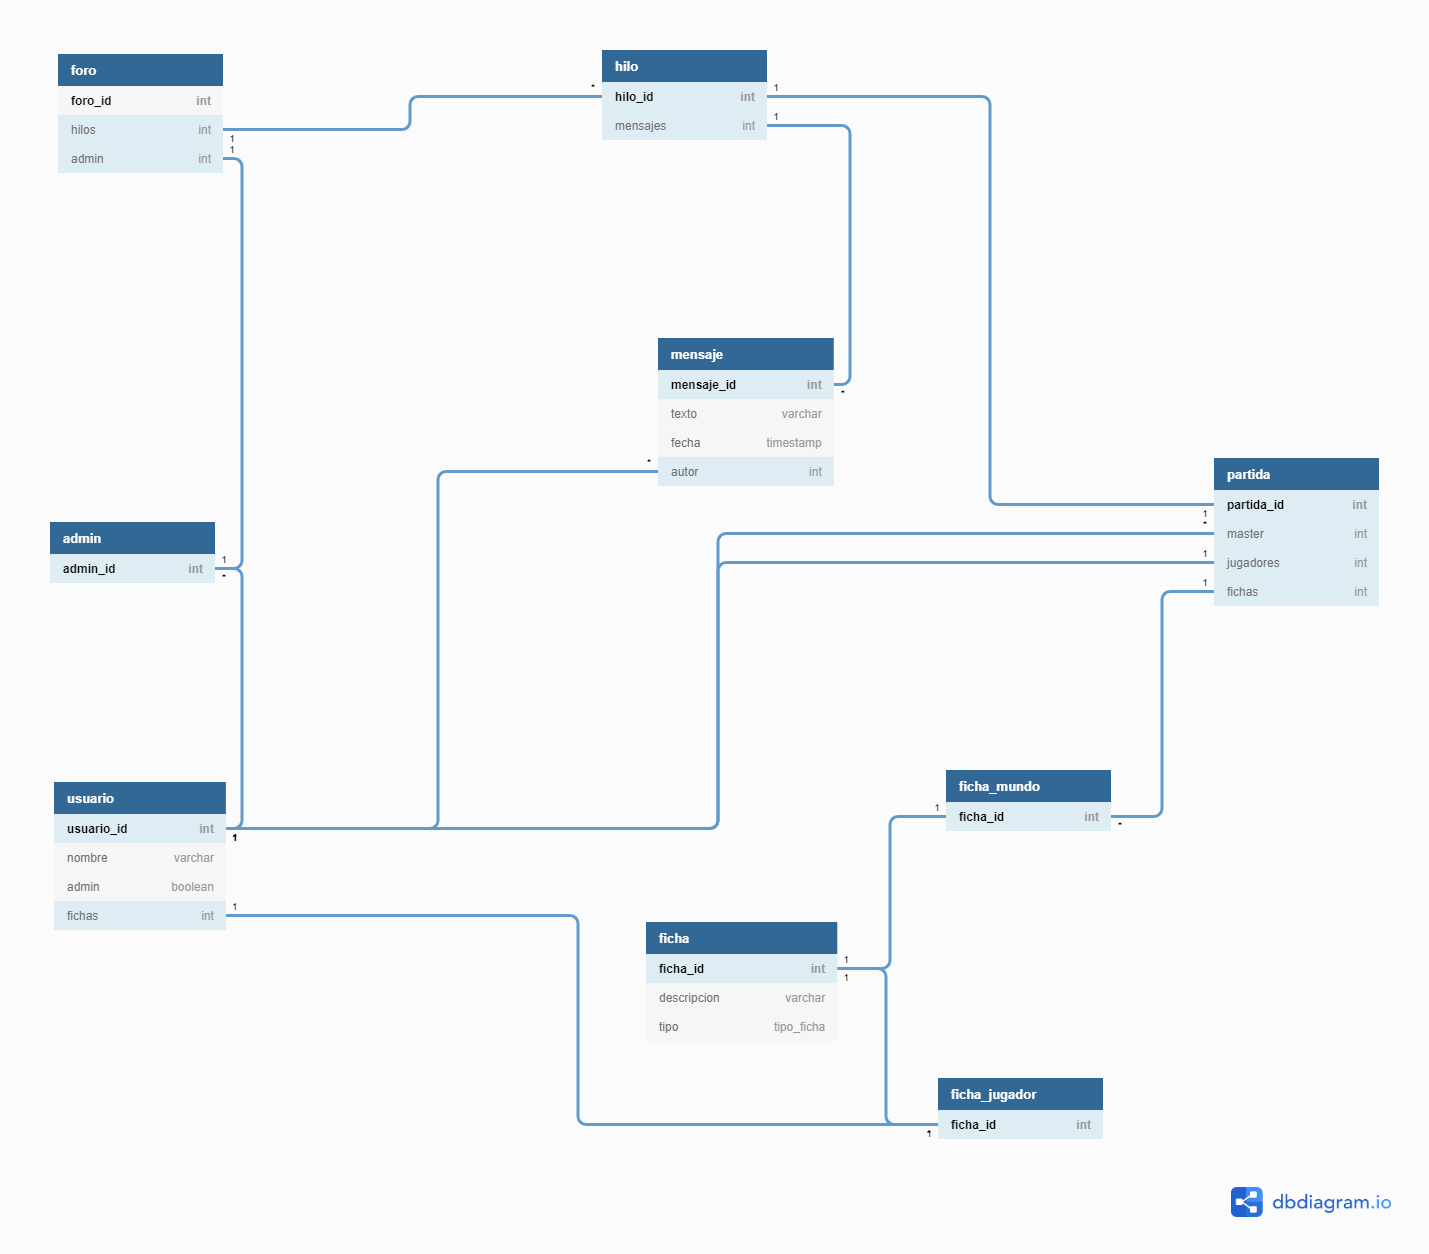 foro
foro_id int
hilos int
admin int
1
1
hilo
hilo_id int
mensajes int
*
1
1
mensaje
mensaje_id int
texto varchar
fecha timestamp
autor int
*
*
partida
partida_id int
master int
jugadores int
fichas int
1
*
1
1
admin
admin_id int
1
*
usuario
usuario_id int
nombre varchar
admin boolean
fichas int
1
1
ficha_mundo
ficha_id int
1
*
ficha
ficha_id int
descripcion varchar
tipo tipo_ficha
1
1
ficha_jugador
ficha_id int
dbdiagram.io